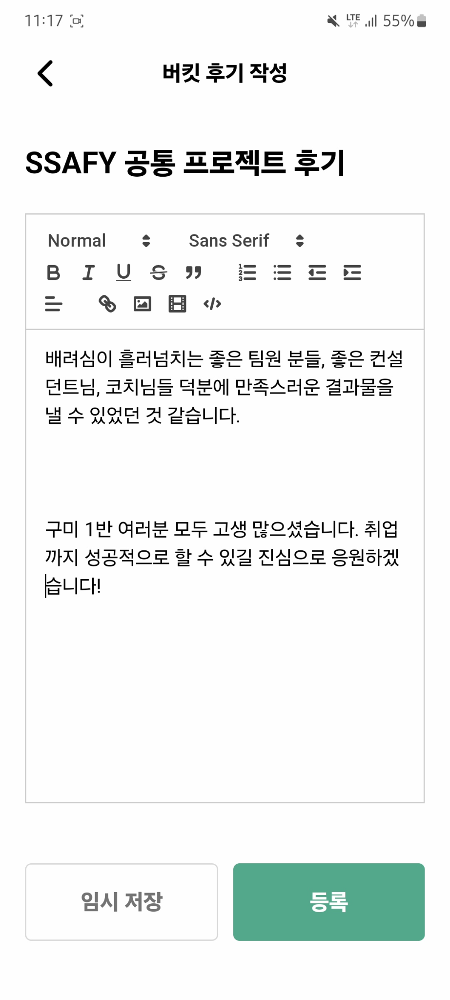 11:17 LTE 55%
버킷 후기 작성
SSAFY 공통 프로젝트 후기
Normal Sans Serif
배려심이 흘러넘치는 좋은 팀원 분들, 좋은 컨설
던트님, 코치님들 덕분에 만족스러운 결과물을
낼 수 있었던 것 같습니다.
구미 1반 여러분 모두 고생 많으셨습니다. 취업
까지 성공적으로 할 수 있길 진심으로 응원하겠
습니다!
임시 저장 등록